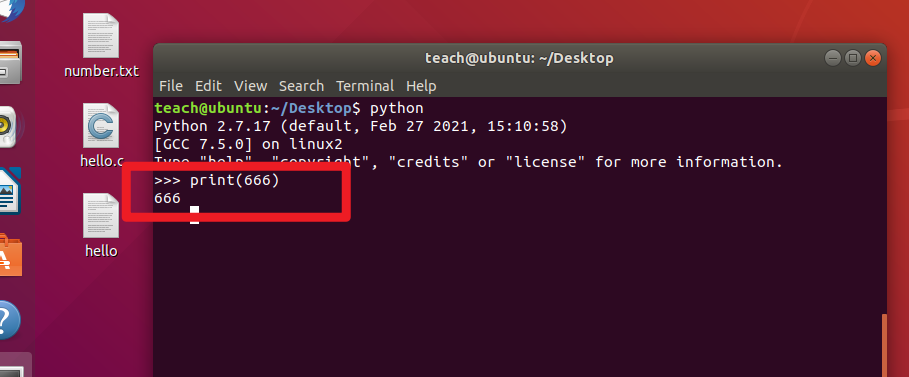 number.txt
hello.c
hello
teach@ubuntu: ~/Desktop
File Edit View Search Terminal Help
teach@ubuntu:~/Desktop$ python
Python 2.7.17 (default, Feb 27 2021, 15:10:58)
[GCC 7.5.0] on linux2
Type "help", "copyright", "credits" or "license" for more information.
>>> print(666)
666